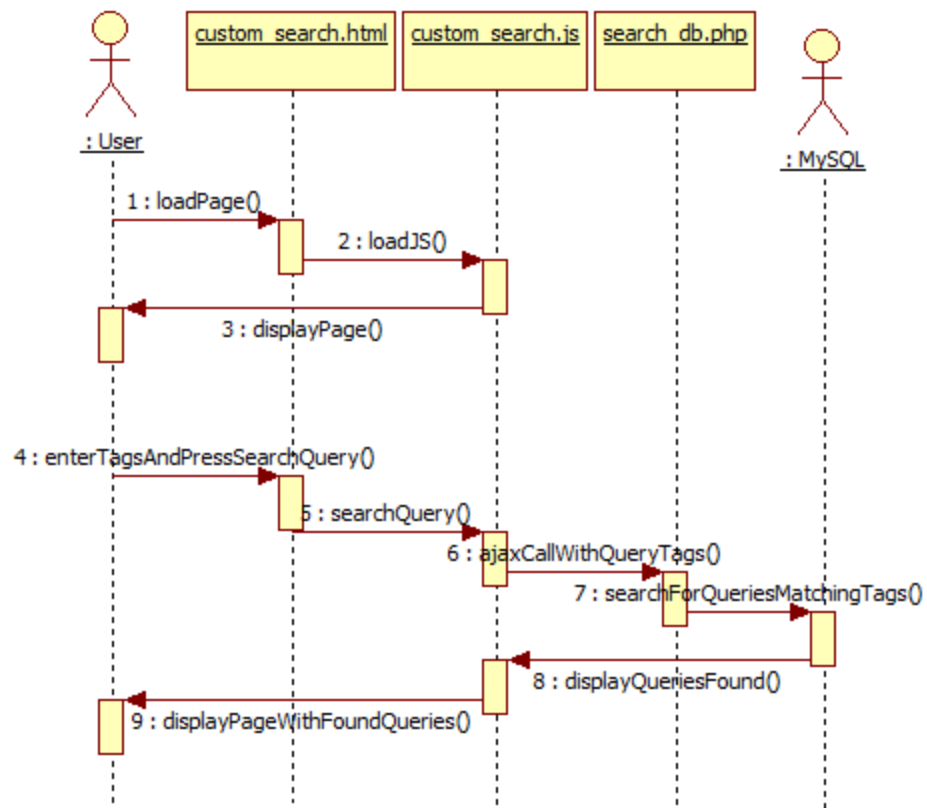 custom_search.html
custom_search.js
search_db.php
: User
: MySQL
1 : loadPage()
2 : loadJS()
3 : displayPage()
4 : enterTagsAndPressSearchQuery()
5 : searchQuery()
6 : ajaxCallWithQueryTags()
7 : searchForQueriesMatchingTags()
8 : displayQueriesFound()
9 : displayPageWithFoundQueries()